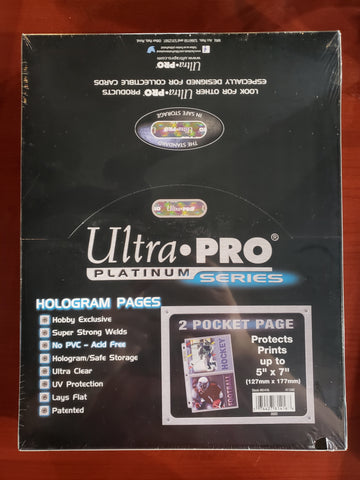 LOOK FOR OTHER Ultra•PRO® PRODUCTS
ESPECIALLY DESIGNED FOR COLLECTIBLE CARDS
THE STANDARD
IN SAFE STORAGE
Ultra•PRO®
PLATINUM SERIES
HOLOGRAM PAGES
Hobby Exclusive
Super Strong Welds
No PVC - Acid Free
Hologram/Safe Storage
Ultra Clear
UV Protection
Lays Flat
Patented
2 POCKET PAGE
HOCKEY
FOOTBALL
Protects
Prints
up to
5" x 7"
(127mm x 177mm)